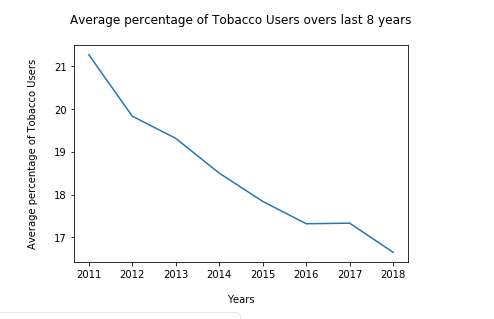 Average percentage of Tobacco Users overs last 8 years
Average percentage of Tobacco Users
21
20
19
18
17
2011 2012 2013 2014 2015 2016 2017 2018
Years